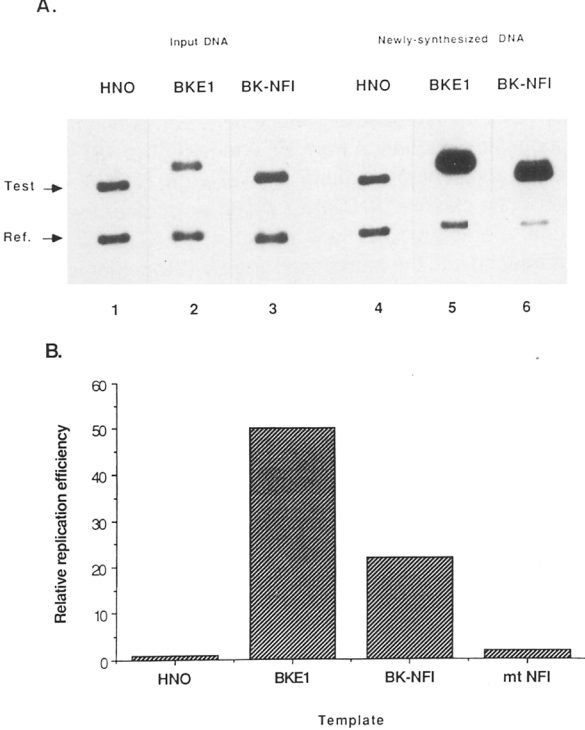 A.
Input DNA
Newly-synthesized DNA
HNO BKE1 BK-NFI HNO BKE1 BK-NFI
Test
Ref.
1 2 3 4 5 6
B.
60
50
40
30
20
10
0
Relative replication efficiency
HNO BKE1 BK-NFI mt NFI
Template